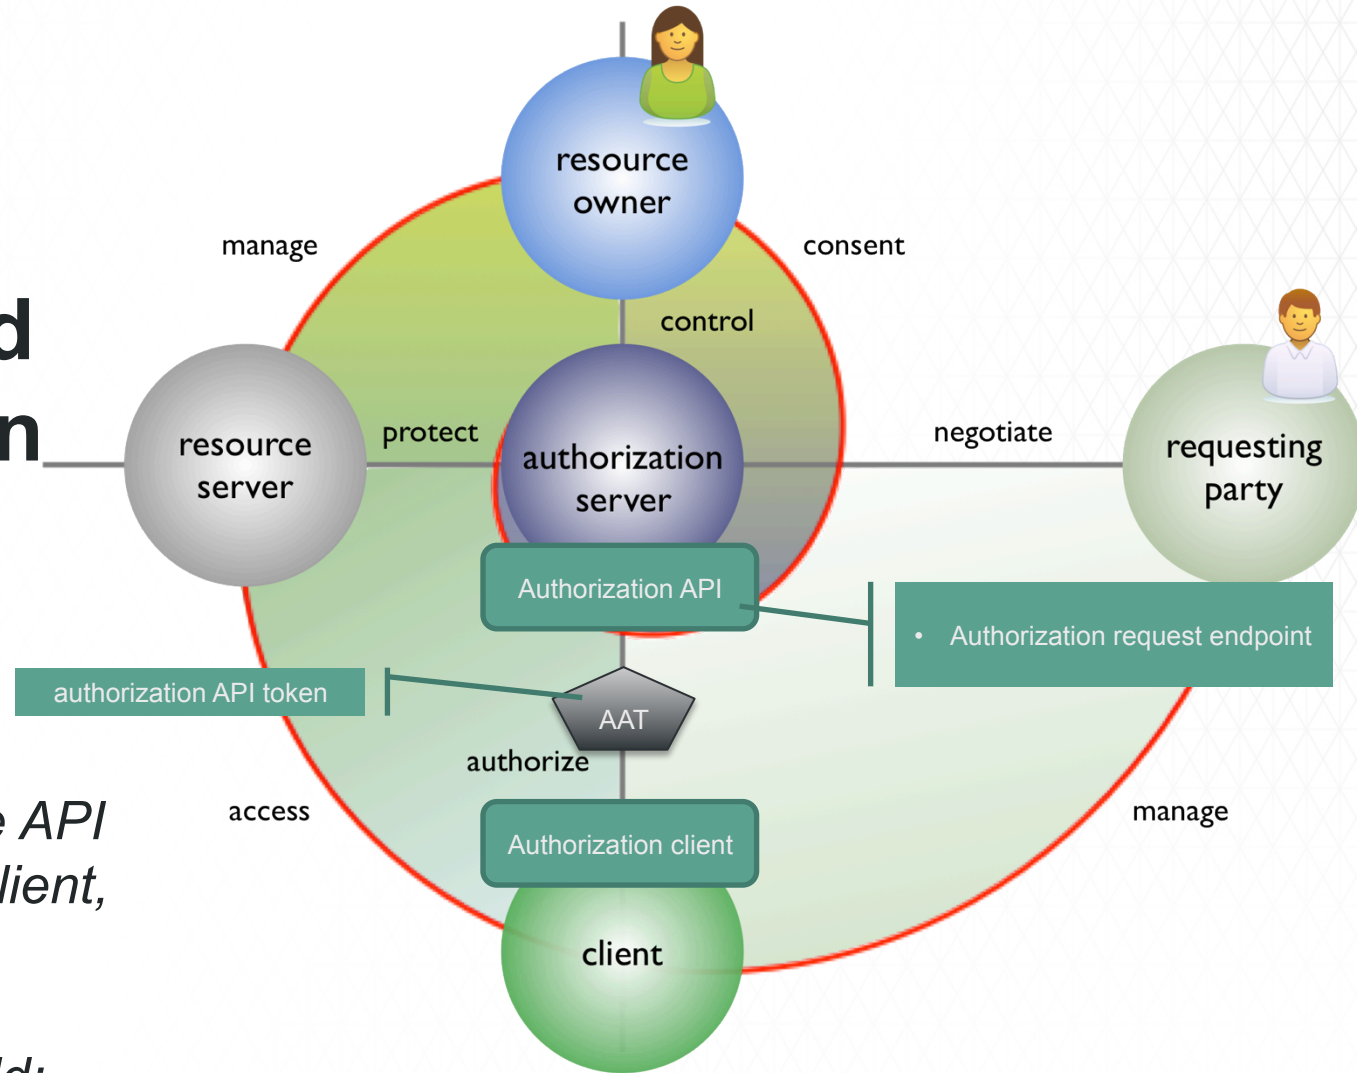 resource
owner
manage
consent
control
d
n
protect
negotiate
resource
server
authorization
server
requesting
party
Authorization API
• Authorization request endpoint
authorization API token
AAT
authorize
access
manage
API
Authorization client
lient,
client